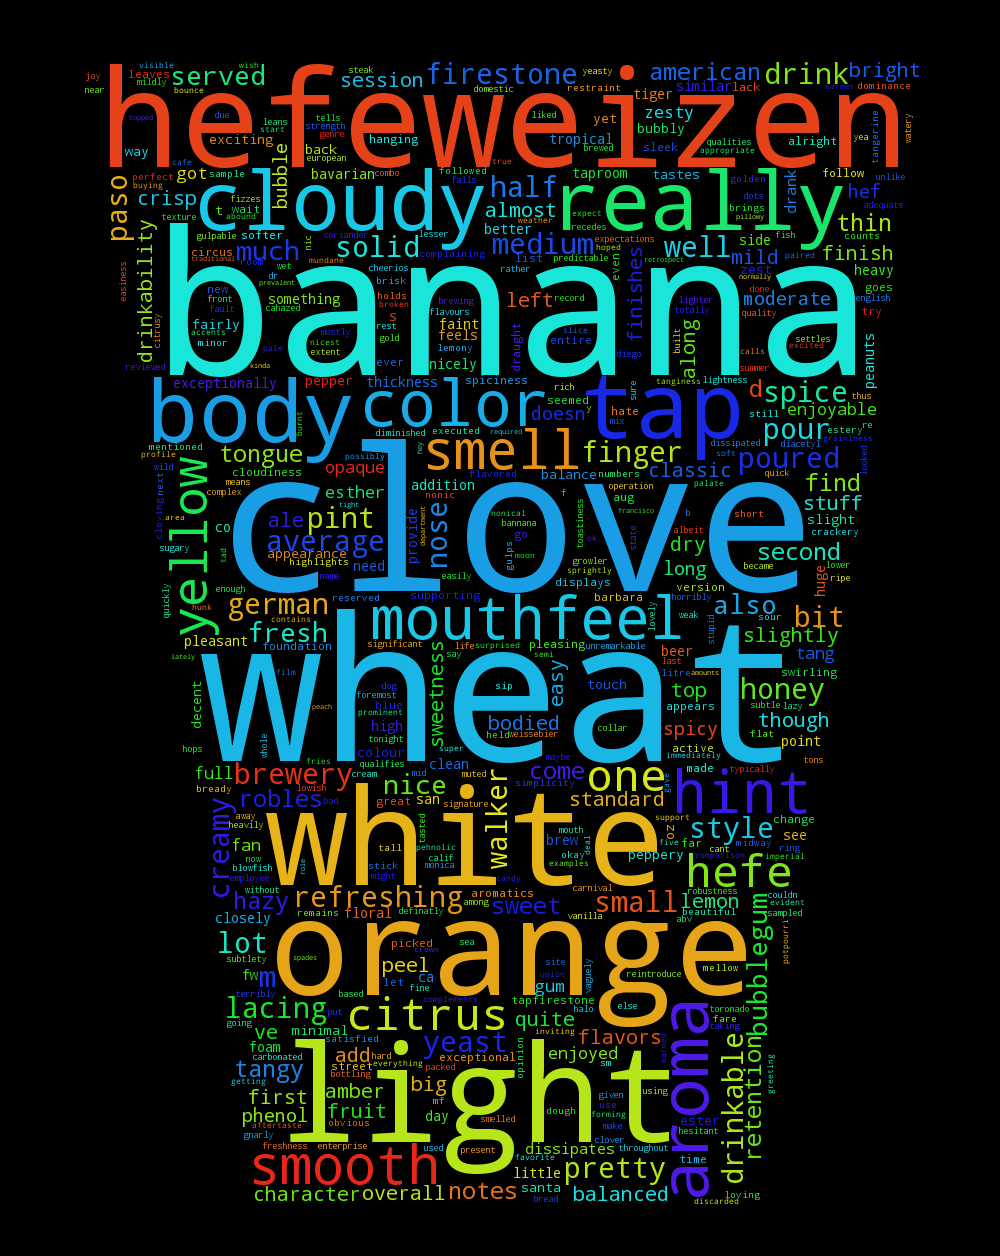 joy visible steak yeasty wish
leaves served session firestone american drink bright
near mildly bounce domestic restraint similar lack warmer dominance
tiger
hefeweizen
topped due leans tells liked yet zesty
start strength genre bubbly qualities yea
exciting hanging tropical sleek appropriate alright watery
way back european brewed tangerine
cafe true
paso perfect got sample bubble bavarian combo followed taproom tastes golden drank follow unlike
buying fizzes falls dots hef
crisp cloudy half really adequate
texture t wait abound almost recedes brings pillowy thin
gulpable softer nic coriander lesser better weather expect fish counts
drinkability circus much solid medium expectations well side finish
traditional room mundane complaining list hoped even retrospect mild paired
predictable heavy
banana
new prevalent wet dr cheerios brisk rather normally zest goes
front something holds left record finishes lighter moderate done english
fault cahazed s broken brewing totally quality try
fairly accents mostly rest faint draught along built settles
citrusy minor nicest gold feels flavours slice calls excited
easiness pale extent lemony entire diego summer peanuts
reviewed kinda ever nicely
exceptionally pepper thickness spiciness rich sure tanginess lightness d spice thus
body color seemed tap
burnt doesn y hate still enjoyable re
executed required mix pour estery graininess
mentioned diminished hey smell finger dissipated diacetyl
profile tongue possibly soft poured looked
wild cloudiness opaque flavored balance numbers classic quick
next means esther addition f operation palate find
cloying complex tight nonic francisco b short stuff
area yellow ale pint nose nonical bannana aug albeit slight
co department toastiness state crackery
sugary average provide go ok dry second
tad appearance clove gulps moon growler became lower
highlights need easily sprightly long version huge ripe
quickly enough name supporting displays horribly
hunk german reserved barbara also
contains lovely weak sour bit
fresh mouthfeel stupid
pleasant foundation significant life surprised unremarkable beer slightly
lately say semi pleasing last tang
film dog sweetness easy litre amounts swirling
wheat
decent peach foremost sip touch top honey
blue bodied appears subtle lazy
prominent high held weissebier collar spicy though
hops whole tonight colour super flat point
fries qualifies clean maybe active immediately tons
full brewery cream mid muted come one made typically
bready lowish nice simplicity hint
robles bad great san signature standard gave support change
creamy away walker oz
heavily white style see
fan tall tasted pehnolic mouth brew five far cant midway ring
now calif okay deal peppery comparison imperial
blowfish role stick monica examples hefe
employee might candy robustness
without refreshing aromatics carnival small lemon couldn
hazy among sweet evident
closely remains floral definatly vanilla abv beautiful sampled
lot picked sea site mellow bubblegum potpourri
subtlety spades peel crown union vaguely
orange
fw m let ca gum reintroduce
terribly fine
lacing based complements tapfirestone else toronado
going put citrus halo fare
ve minimal quite inviting flavors taking
satisfied
foam add hard exceptional opinion enjoyed warned
carbonated street everything packed sm aroma
tangy bottling yeast drinkable retention greeting
getting amber big given using
first mf dough use
phenol fruit day forming ester
aftertaste obvious smelled make hesitant
gnarly light clover
freshness enterprise used present dissipates throughout
smooth favorite time
little pretty
character overall notes santa balanced loving
bread discarded